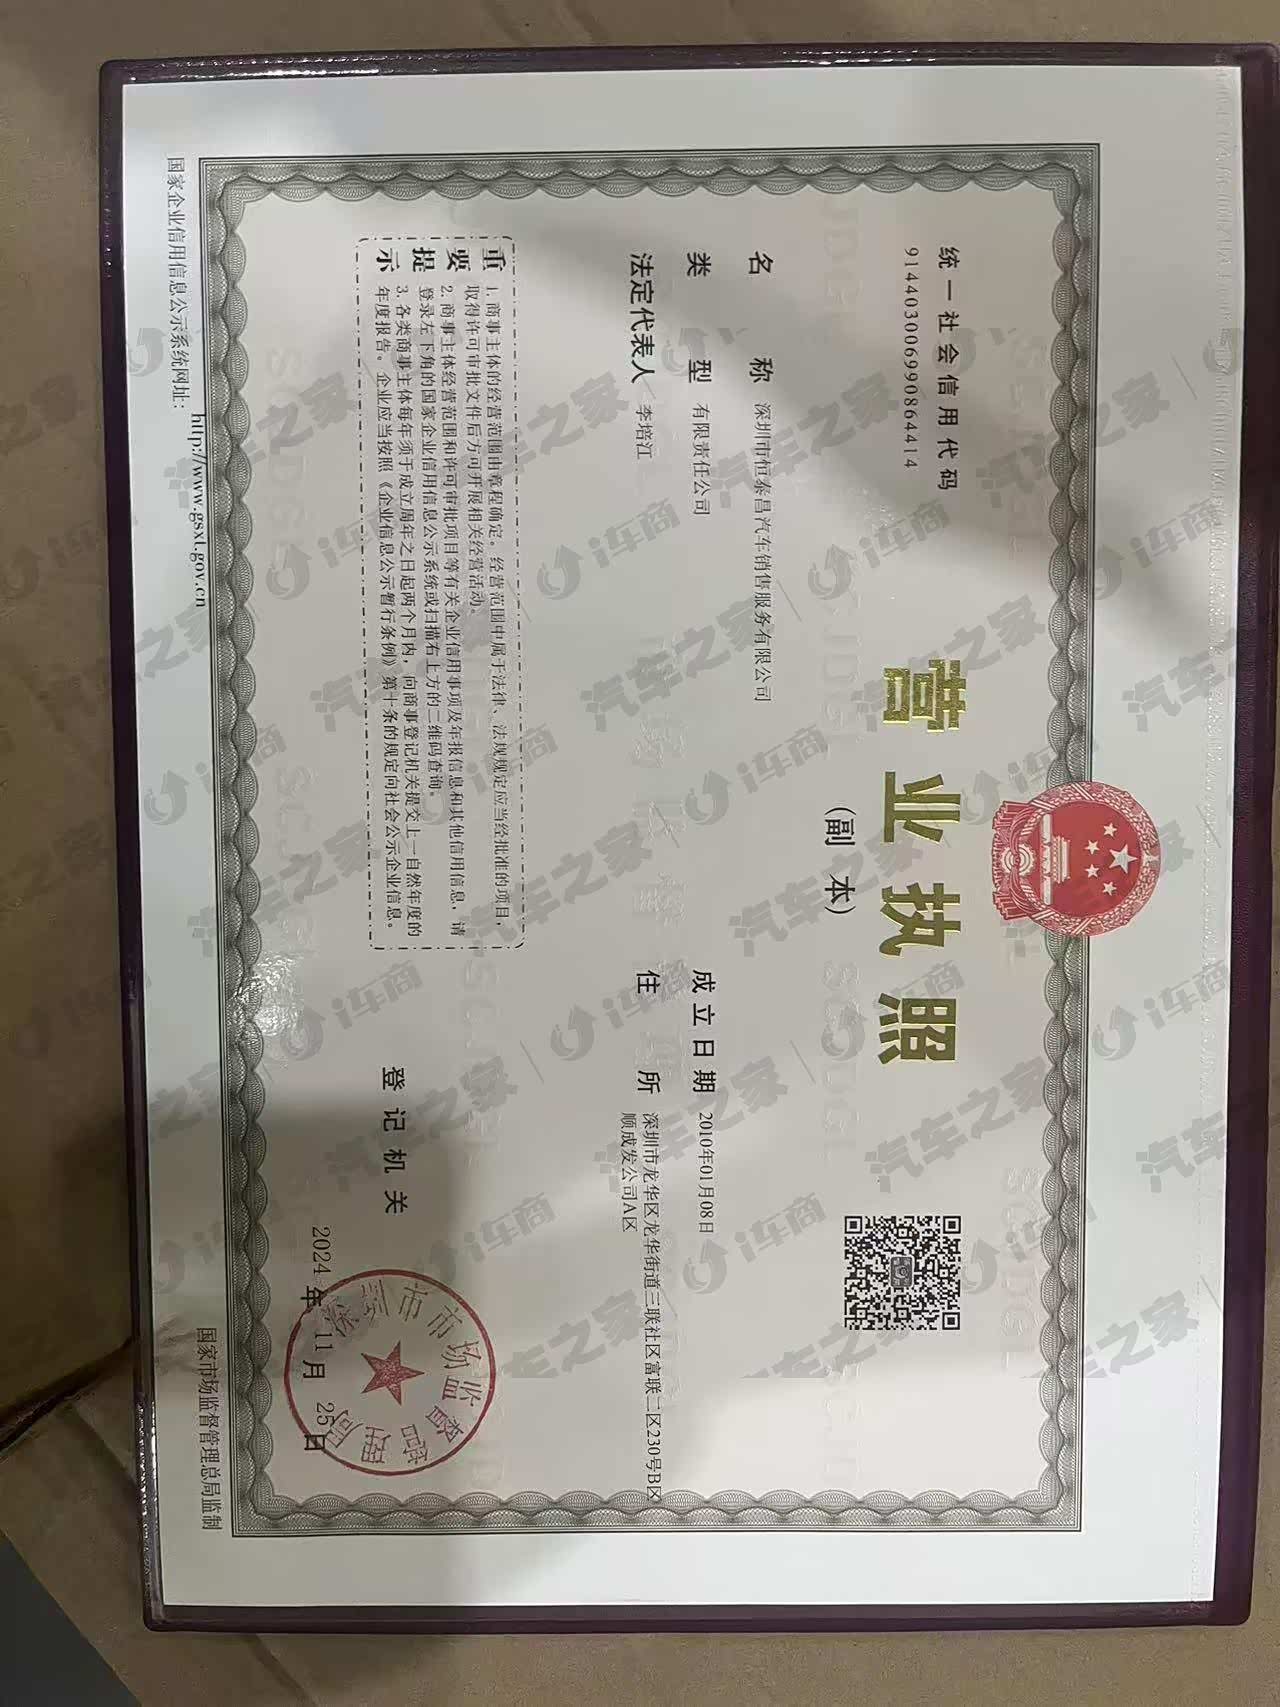 统一社会信用代码
914403006990864414
营业执照
(副本)
名称 深圳市恒泰昌汽车销售服务有限公司
类型 有限责任公司
法定代表人 李培江
成立日期 2010年01月08日
住所 深圳市龙华区龙华街道三联社区富联二区230号B区
顺成发公司A区
重要提示
1. 商事主体的经营范围由章程确定。经营范围中属于法律、法规规定应当经批准的项目,
取得许可审批文件后方可开展相关经营活动。
2. 商事主体经营范围和许可审批项目等有关企业信用事项及年报信息和其他信用信息,请
登录左下角的国家企业信用信息公示系统或扫描右上方的二维码查询。
3. 各类商事主体每年须于成立周年之日起两个月内,向商事登记机关提交上一自然年度的
年度报告。企业应当按照《企业信息公示暂行条例》第十条的规定向社会公示企业信息。
登记机关
深圳市市场监督管理局
2024年11月25日
国家企业信用信息公示系统网址: http://www.gsxt.gov.cn
国家市场监督管理总局监制
汽车之家
i车商